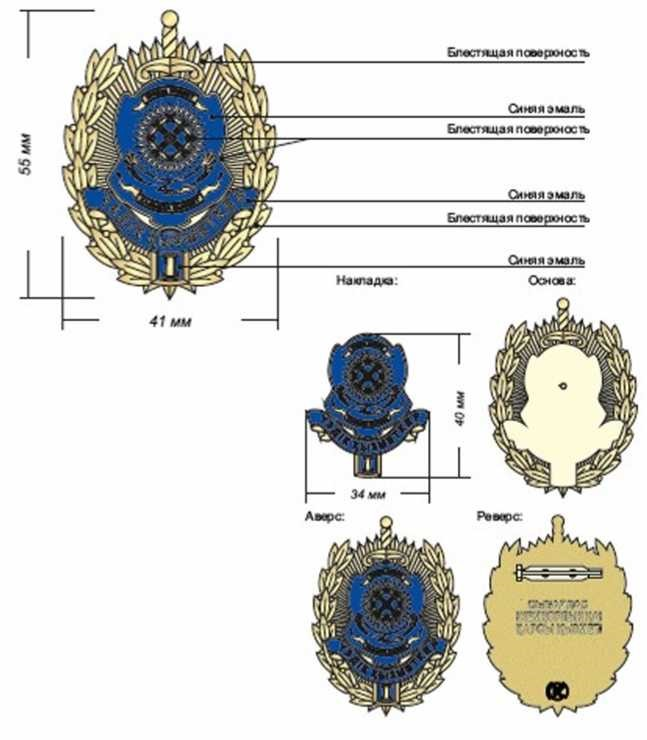 Блестящая поверхность
Синяя эмаль
Блестящая поверхность
55 мм
Синяя эмаль
Блестящая поверхность
Синяя эмаль
41 мм
Накладка:
Основа:
40 мм
34 мм
Аверс:
Реверс: